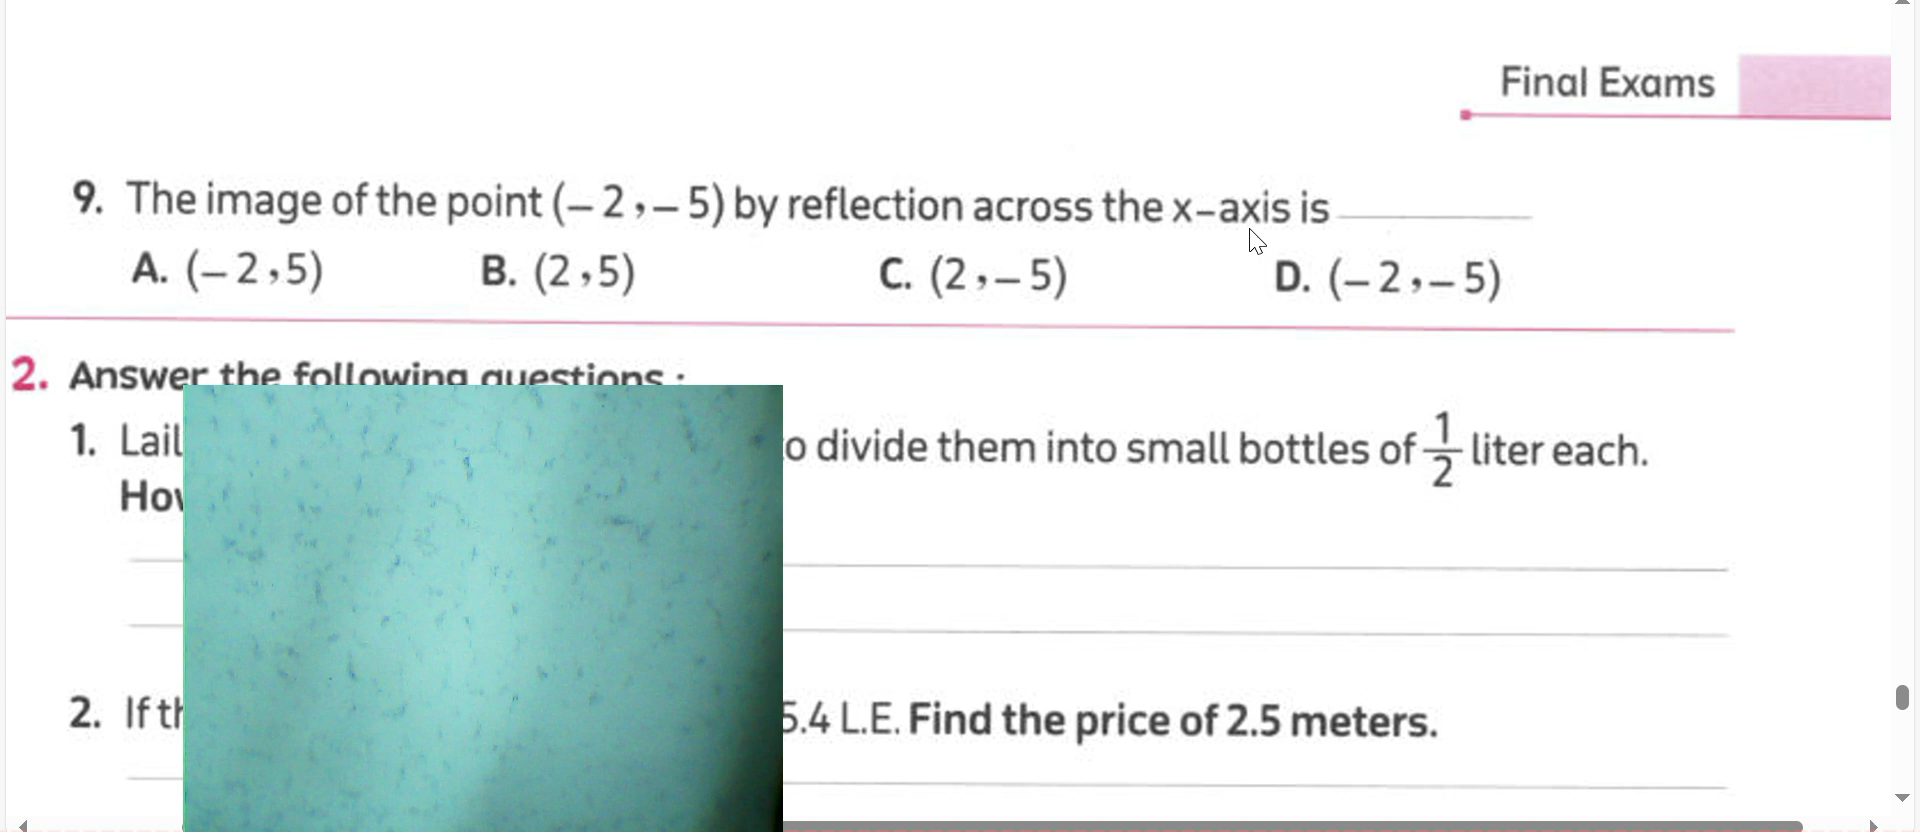 Final Exams
9. The image of the point (– 2 , – 5) by reflection across the x–axis is
A. (– 2 , 5) B. (2 , 5) C. (2 , – 5) D. (– 2 , – 5)
2. Answer the following questions :
1. Lail o divide them into small bottles of 1/2 liter each.
How
2. If th 5.4 L.E. Find the price of 2.5 meters.